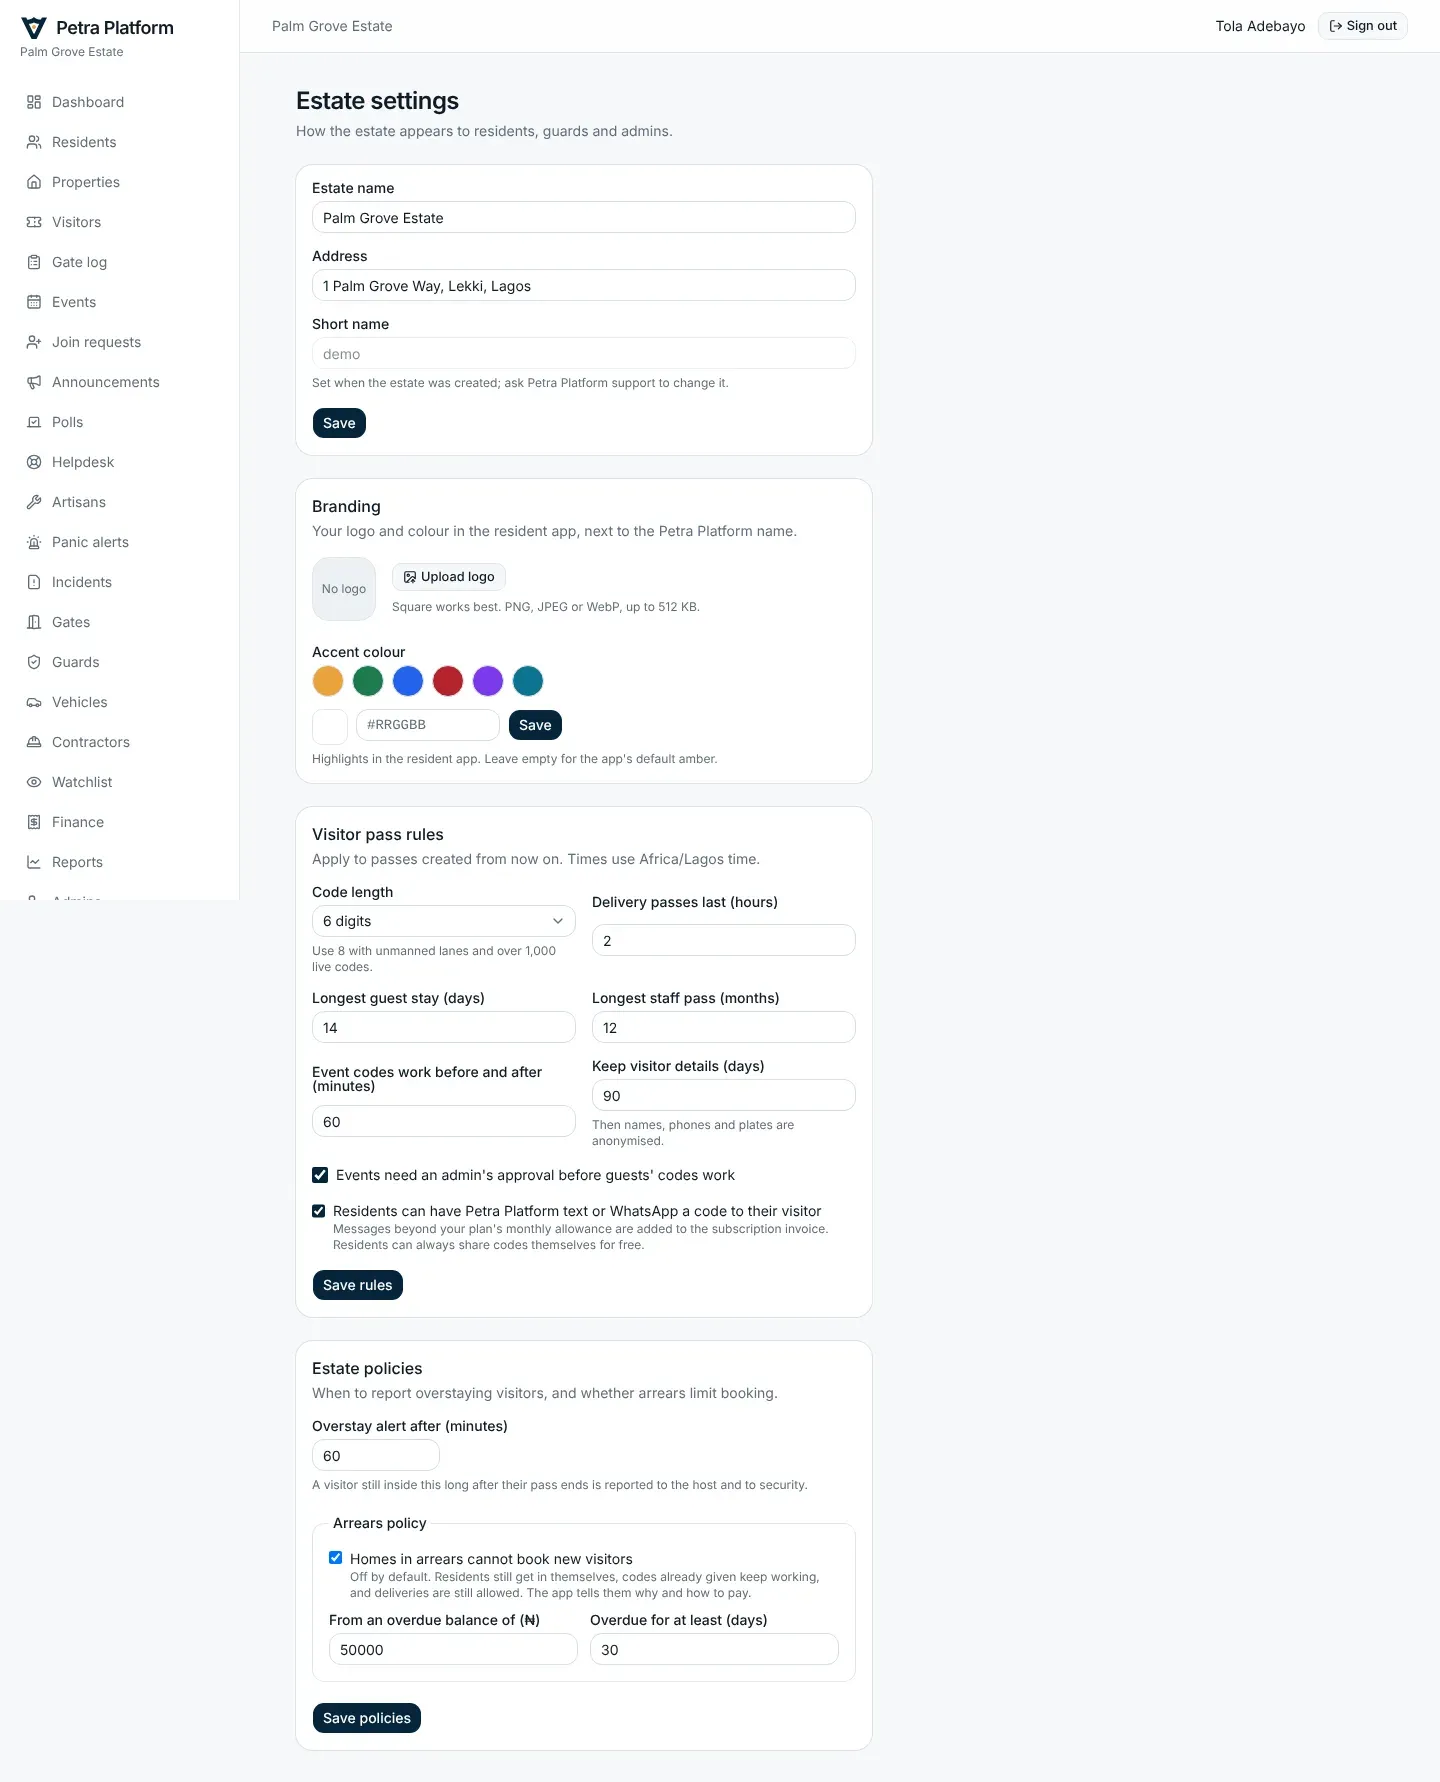 Petra Platform
Palm Grove Estate
Palm Grove Estate
Tola Adebayo
Sign out
Dashboard
Residents
Properties
Visitors
Gate log
Events
Join requests
Announcements
Polls
Helpdesk
Artisans
Panic alerts
Incidents
Gates
Guards
Vehicles
Contractors
Watchlist
Finance
Reports
Estate settings
How the estate appears to residents, guards and admins.
Estate name
Palm Grove Estate
Address
1 Palm Grove Way, Lekki, Lagos
Short name
demo
Set when the estate was created; ask Petra Platform support to change it.
Save
Branding
Your logo and colour in the resident app, next to the Petra Platform name.
No logo
Upload logo
Square works best. PNG, JPEG or WebP, up to 512 KB.
Accent colour
#RRGGBB
Save
Highlights in the resident app. Leave empty for the app's default amber.
Visitor pass rules
Apply to passes created from now on. Times use Africa/Lagos time.
Code length
6 digits
Use 8 with unmanned lanes and over 1,000
live codes.
Delivery passes last (hours)
2
Longest guest stay (days)
14
Longest staff pass (months)
12
Event codes work before and after
(minutes)
60
Keep visitor details (days)
90
Then names, phones and plates are
anonymised.
Events need an admin's approval before guests' codes work
Residents can have Petra Platform text or WhatsApp a code to their visitor
Messages beyond your plan's monthly allowance are added to the subscription invoice.
Residents can always share codes themselves for free.
Save rules
Estate policies
When to report overstaying visitors, and whether arrears limit booking.
Overstay alert after (minutes)
60
A visitor still inside this long after their pass ends is reported to the host and to security.
Arrears policy
Homes in arrears cannot book new visitors
Off by default. Residents still get in themselves, codes already given keep working,
and deliveries are still allowed. The app tells them why and how to pay.
From an overdue balance of (₦)
50000
Overdue for at least (days)
30
Save policies